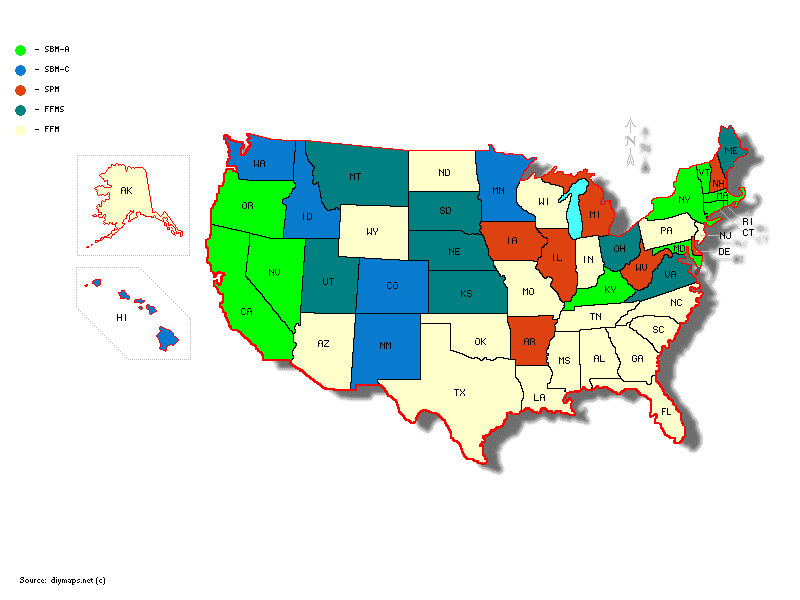 - SBM-A
- SBM-C
- SPM
- FFMS
- FFM
N
N
ME
WA
VT
NH
MT
ND
MN
AK
MI
OR
ID
SD
WI
NY
MA
RI
CT
WY
IA
PA
NJ
NV
NE
IL
IN
OH
MD
DE
UT
CO
KS
MO
KY
WV
VA
HI
CA
NC
AZ
NM
OK
AR
TN
SC
MS
AL
GA
TX
LA
FL
Source: diymaps.net (c)